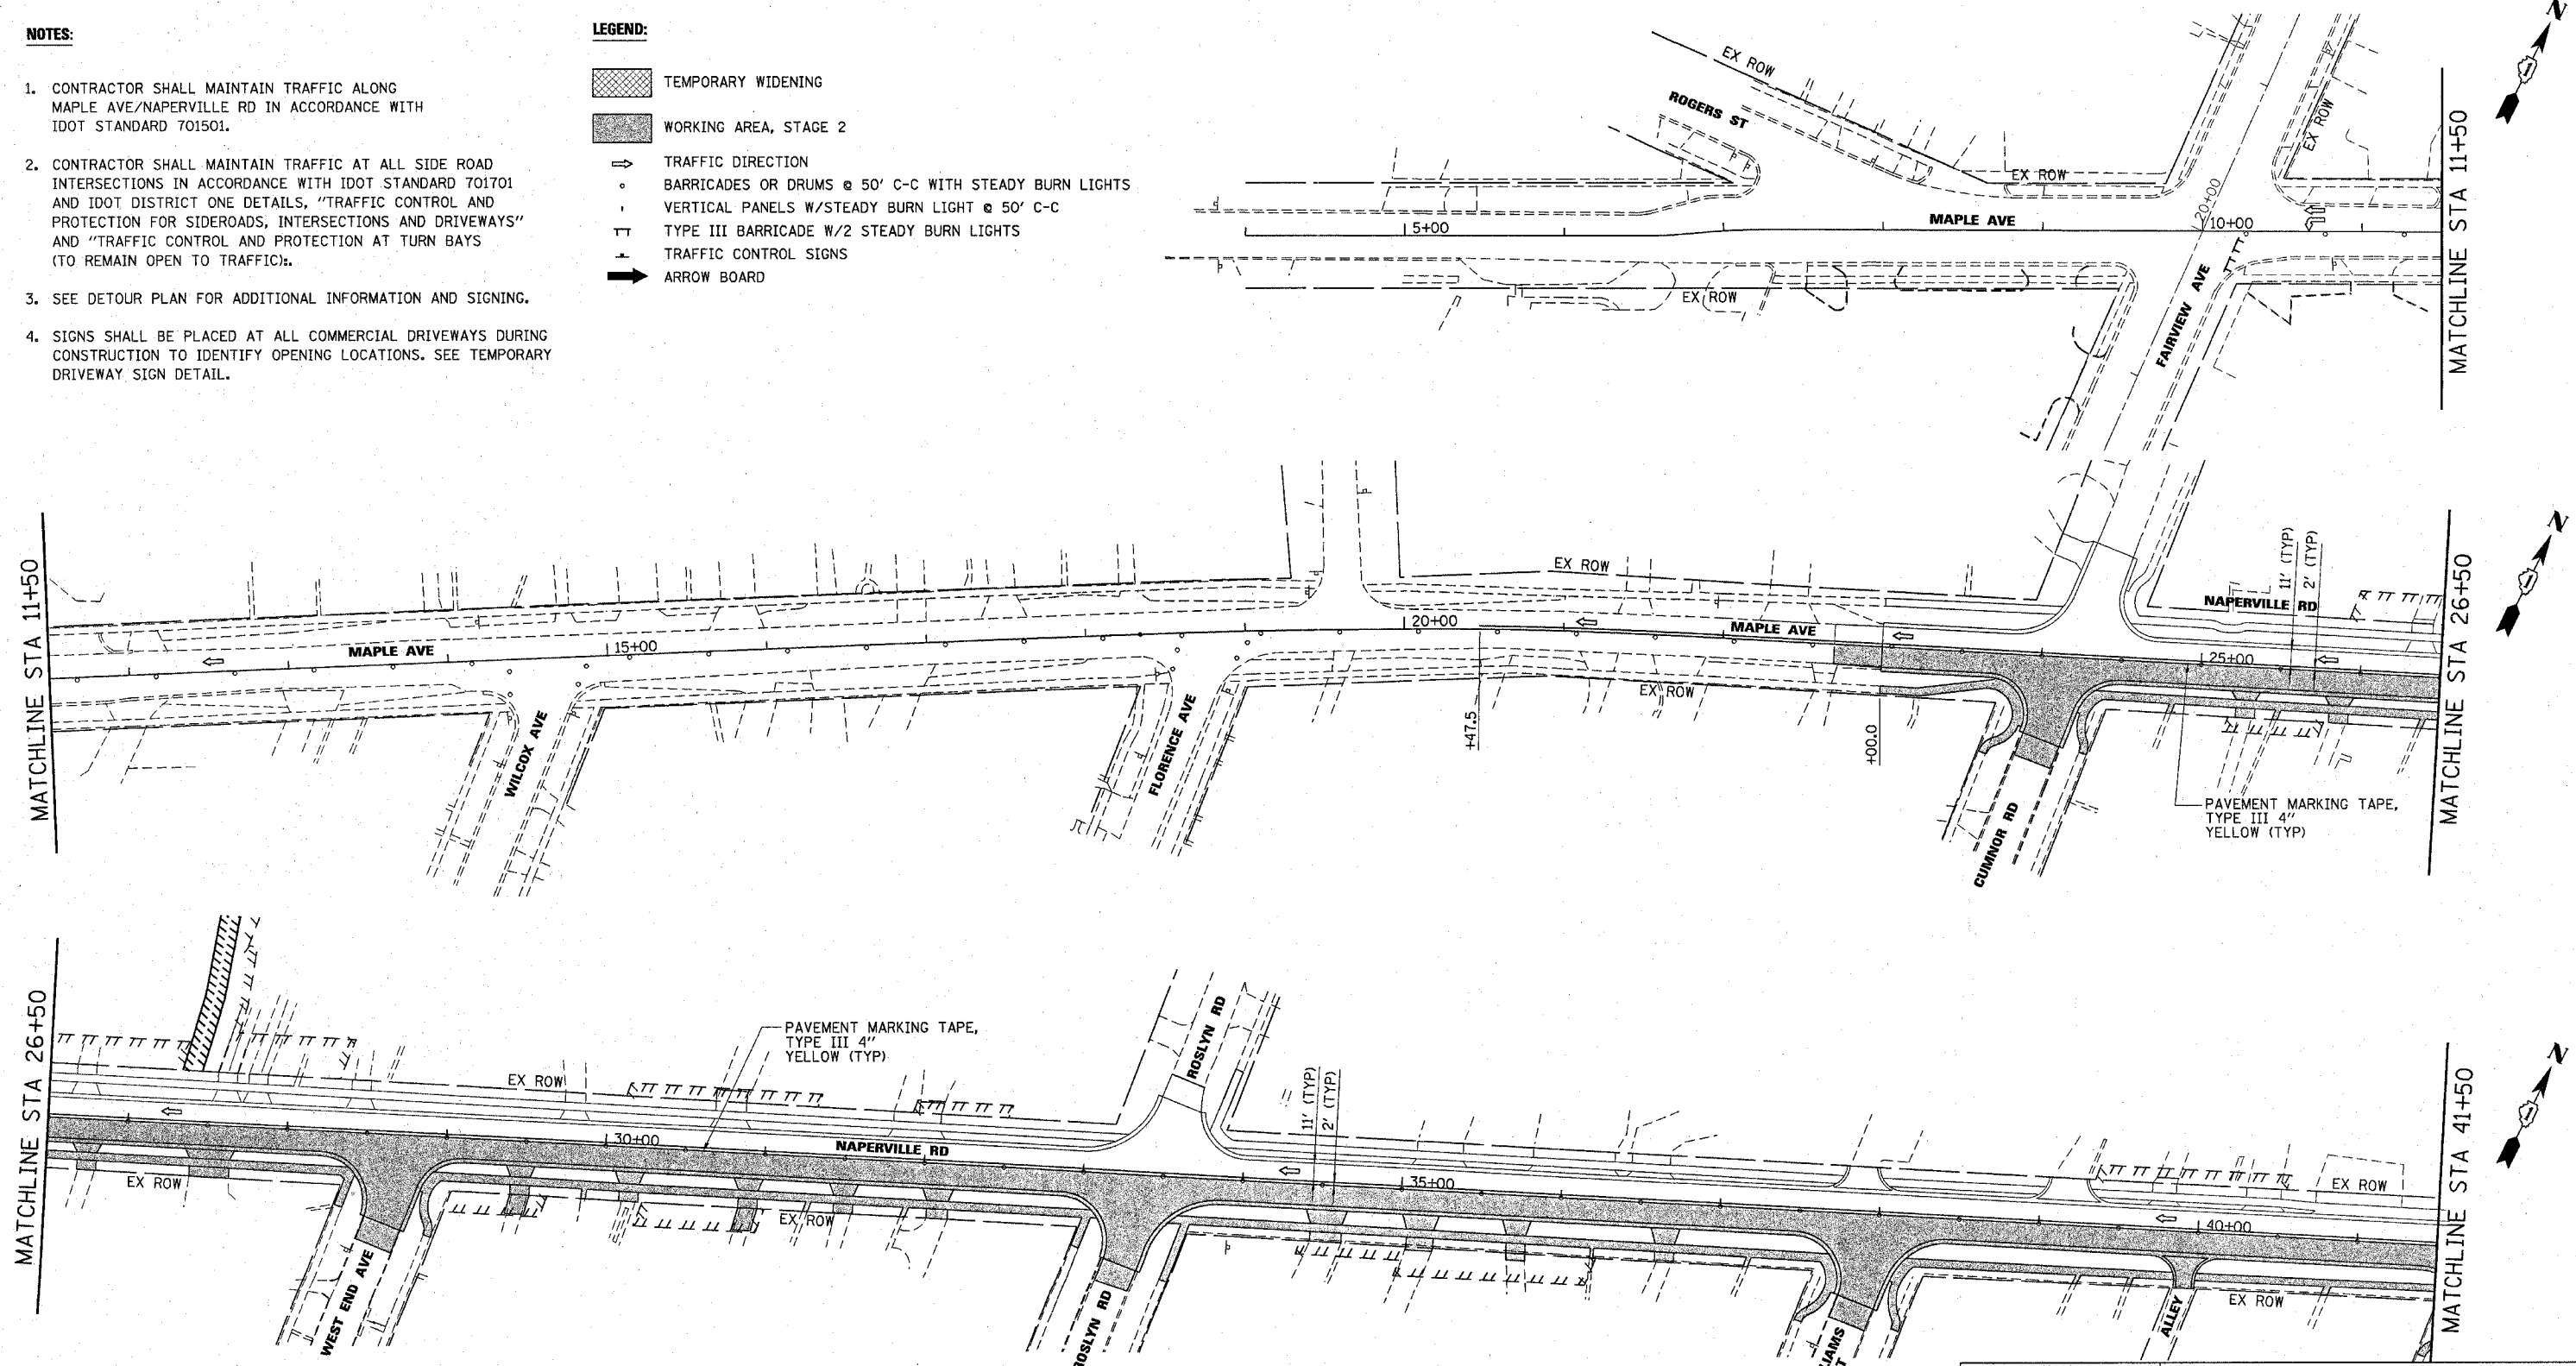 NOTES:
1. CONTRACTOR SHALL MAINTAIN TRAFFIC ALONG
MAPLE AVE/NAPERVILLE RD IN ACCORDANCE WITH
IDOT STANDARD 701501.
2. CONTRACTOR SHALL MAINTAIN TRAFFIC AT ALL SIDE ROAD
INTERSECTIONS IN ACCORDANCE WITH IDOT STANDARD 701701
AND IDOT DISTRICT ONE DETAILS, "TRAFFIC CONTROL AND
PROTECTION FOR SIDEROADS, INTERSECTIONS AND DRIVEWAYS"
AND "TRAFFIC CONTROL AND PROTECTION AT TURN BAYS
(TO REMAIN OPEN TO TRAFFIC):.
3. SEE DETOUR PLAN FOR ADDITIONAL INFORMATION AND SIGNING.
4. SIGNS SHALL BE PLACED AT ALL COMMERCIAL DRIVEWAYS DURING
CONSTRUCTION TO IDENTIFY OPENING LOCATIONS. SEE TEMPORARY
DRIVEWAY SIGN DETAIL.
LEGEND:
TEMPORARY WIDENING
WORKING AREA, STAGE 2
TRAFFIC DIRECTION
BARRICADES OR DRUMS @ 50' C-C WITH STEADY BURN LIGHTS
VERTICAL PANELS W/STEADY BURN LIGHT @ 50' C-C
TYPE III BARRICADE W/2 STEADY BURN LIGHTS
TRAFFIC CONTROL SIGNS
ARROW BOARD
EX ROW
ROGERS ST
EX ROW
EX ROW
MAPLE AVE
5+00
20+00
10+00
EX ROW
FAIRVIEW AVE
MATCHLINE STA 11+50
N
MATCHLINE STA 11+50
MAPLE AVE
15+00
WILCOX AVE
FLORENCE AVE
20+00
EX ROW
MAPLE AVE
EX ROW
+47.5
+00.0
CUMNOR RD
NAPERVILLE RD
11' (TYP)
2' (TYP)
25+00
PAVEMENT MARKING TAPE,
TYPE III 4"
YELLOW (TYP)
MATCHLINE STA 26+50
N
MATCHLINE STA 26+50
EX ROW
WEST END AVE
EX ROW
30+00
PAVEMENT MARKING TAPE,
TYPE III 4"
YELLOW (TYP)
NAPERVILLE RD
EX ROW
ROSLYN RD
ROSLYN RD
11' (TYP)
2' (TYP)
35+00
40+00
EX ROW
ALLEY
EX ROW
MATCHLINE STA 41+50
N